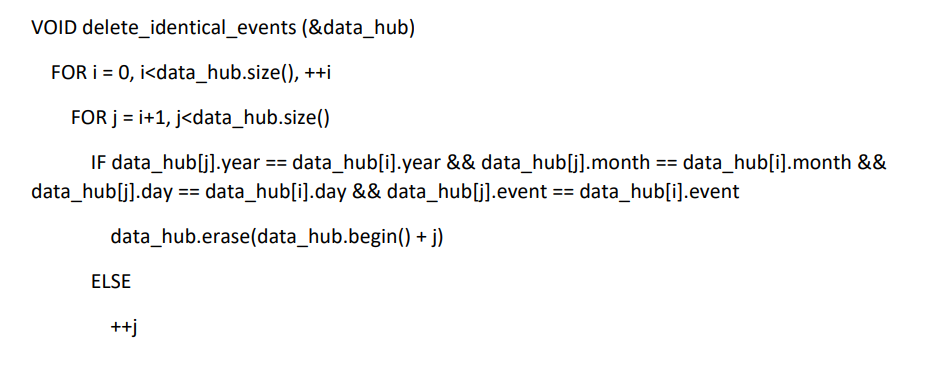 VOID delete_identical_events (&data_hub)
FOR i = 0, i<data_hub.size(), ++i
FOR j = i+1, j<data_hub.size()
IF data_hub[j].year == data_hub[i].year && data_hub[j].month == data_hub[i].month &&
data_hub[j].day == data_hub[i].day && data_hub[j].event == data_hub[i].event
data_hub.erase(data_hub.begin() + j)
ELSE
++j